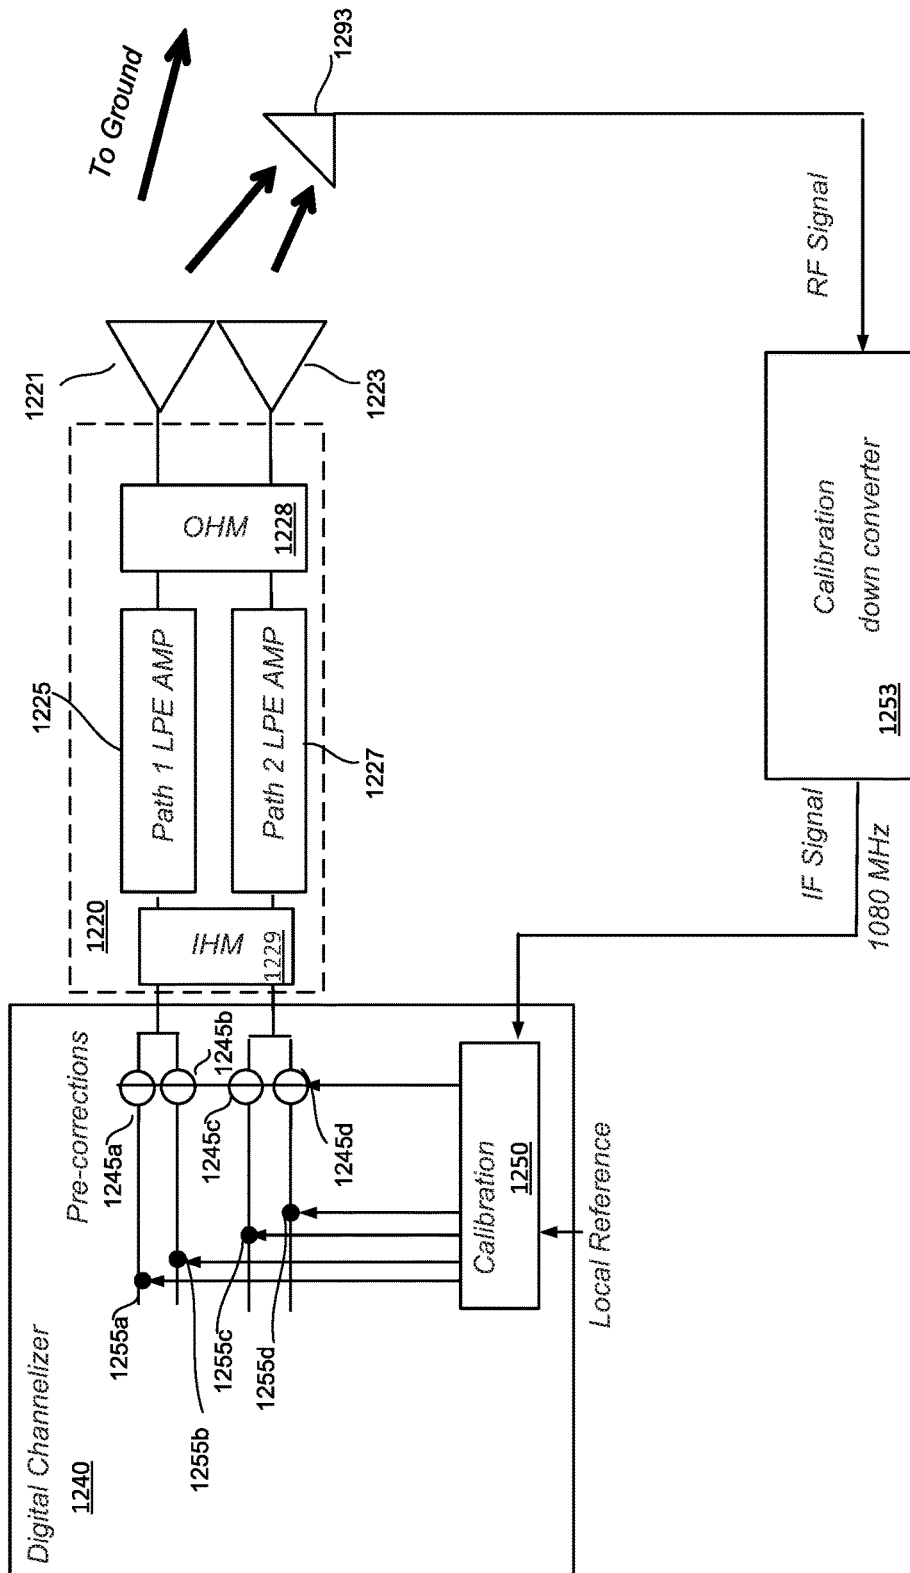 Digital Channelizer
1240
Pre-corrections
1245a
1245b
1245c
1245d
1255a
1255b
1255c
1255d
Calibration
1250
Local Reference
1220
IHM
1229
1225
Path 1 LPE AMP
Path 2 LPE AMP
1227
OHM
1228
1221
1223
To Ground
1293
RF Signal
Calibration
down converter
1253
IF Signal
1080 MHz